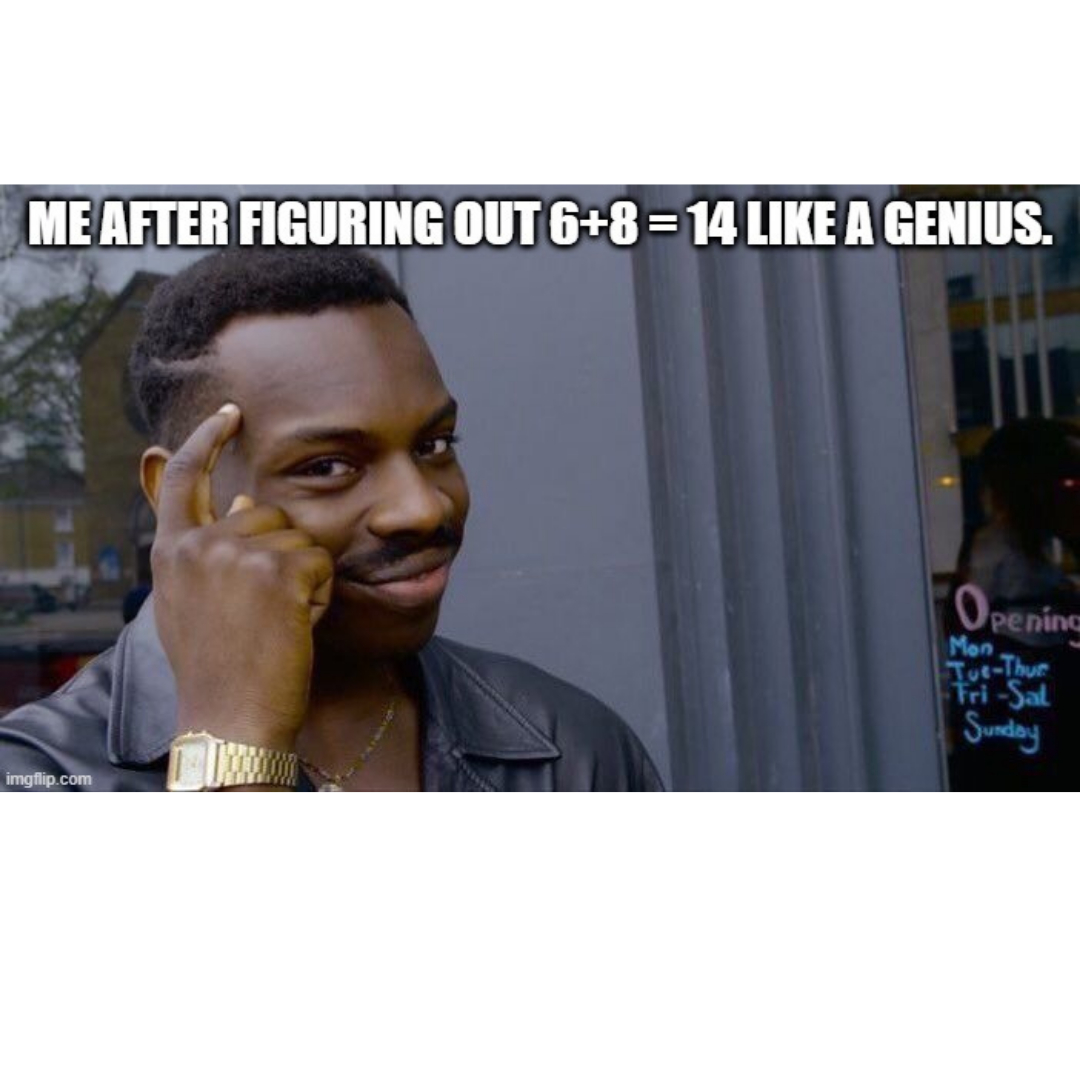 ME AFTER FIGURING OUT 6+8 = 14 LIKE A GENIUS.
Opening
Mon
Tue-Thur
Fri -Sat
Sunday
imgflip.com